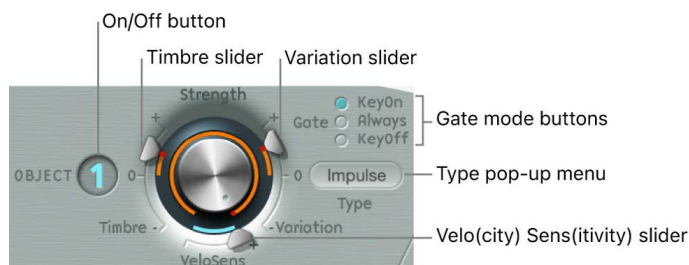 On/Off button
Timbre slider
Variation slider
Strength
+
+
KeyOn
Gate
Always
KeyOff
Gate mode buttons
OBJECT
1
0
0
Impulse
Type pop-up menu
Type
Timbre
-
-
Variation
+
VeloSens
Velo(city) Sens(itivity) slider